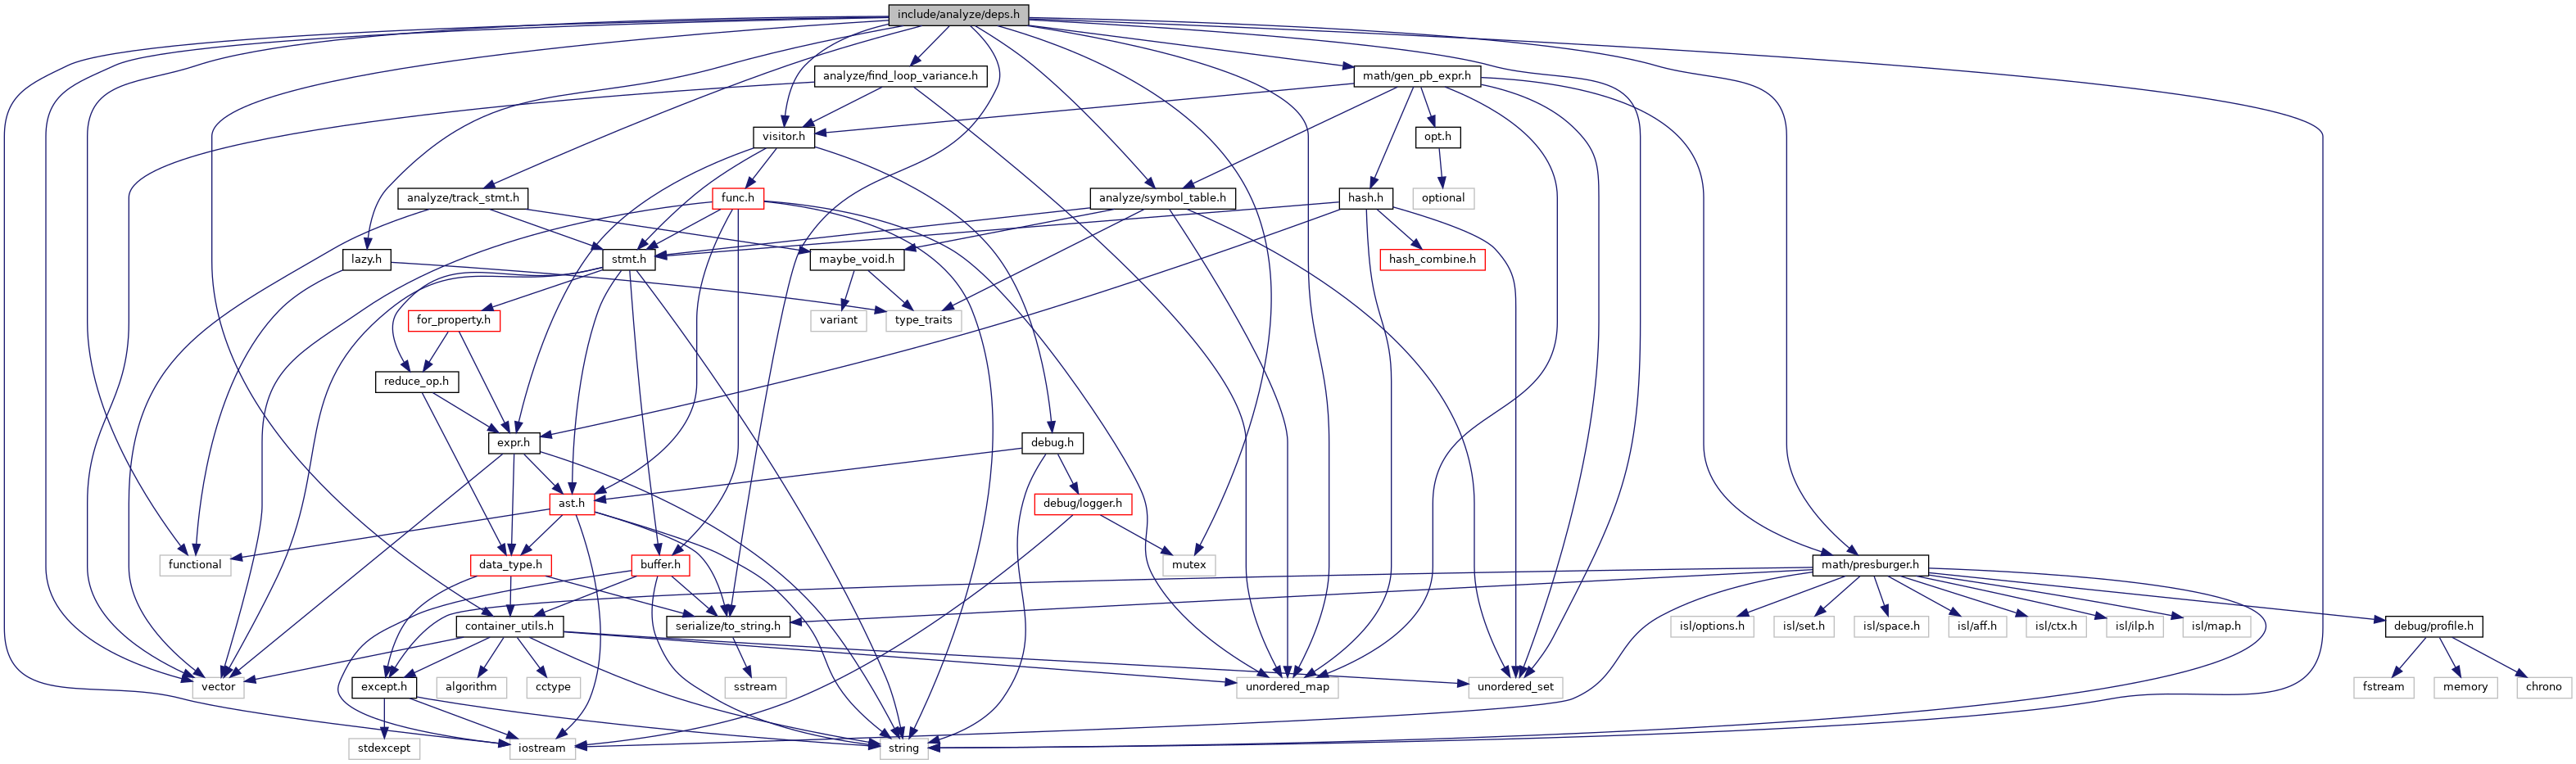 include/analyze/deps.h
analyze/find_loop_variance.h
math/gen_pb_expr.h
visitor.h
opt.h
analyze/track_stmt.h
func.h
analyze/symbol_table.h
hash.h
optional
lazy.h
stmt.h
maybe_void.h
hash_combine.h
for_property.h
variant
type_traits
reduce_op.h
expr.h
debug.h
ast.h
debug/logger.h
functional
data_type.h
buffer.h
mutex
math/presburger.h
container_utils.h
serialize/to_string.h
isl/options.h
isl/set.h
isl/space.h
isl/aff.h
isl/ctx.h
isl/ilp.h
isl/map.h
debug/profile.h
vector
except.h
algorithm
cctype
sstream
unordered_map
unordered_set
fstream
memory
chrono
stdexcept
iostream
string